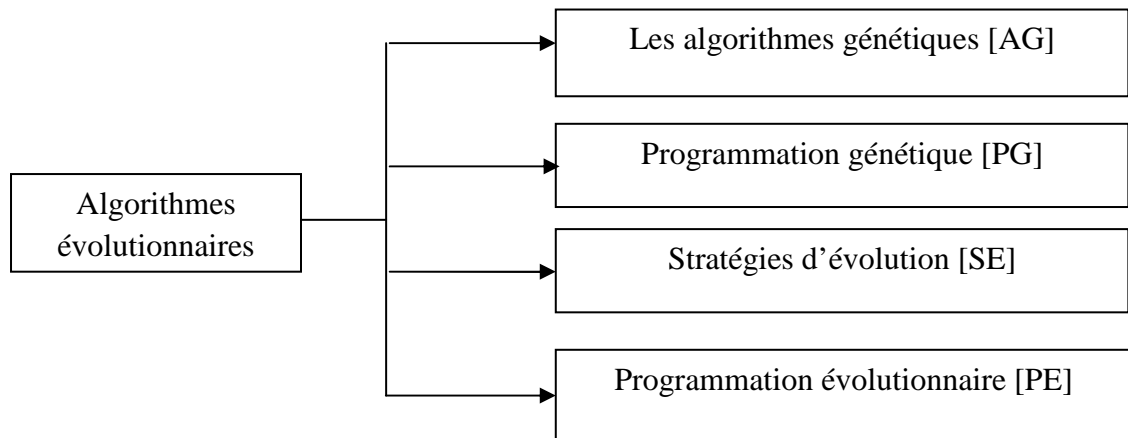 Les algorithmes génétiques [AG]
Programmation génétique [PG]
Algorithmes
évolutionnaires
Stratégies d’évolution [SE]
Programmation évolutionnaire [PE]